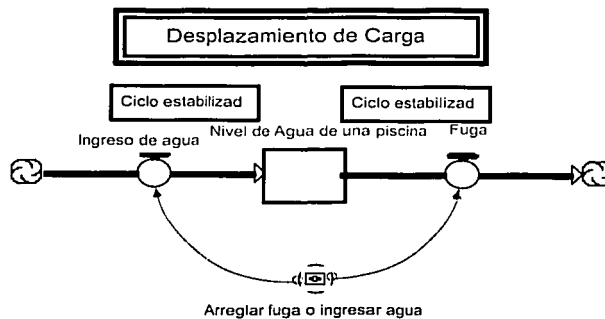 Desplazamiento de Carga
Ciclo estabilizad
Ciclo estabilizad
Ingreso de agua
Nivel de Agua de una piscina
Fuga
Arreglar fuga o ingresar agua